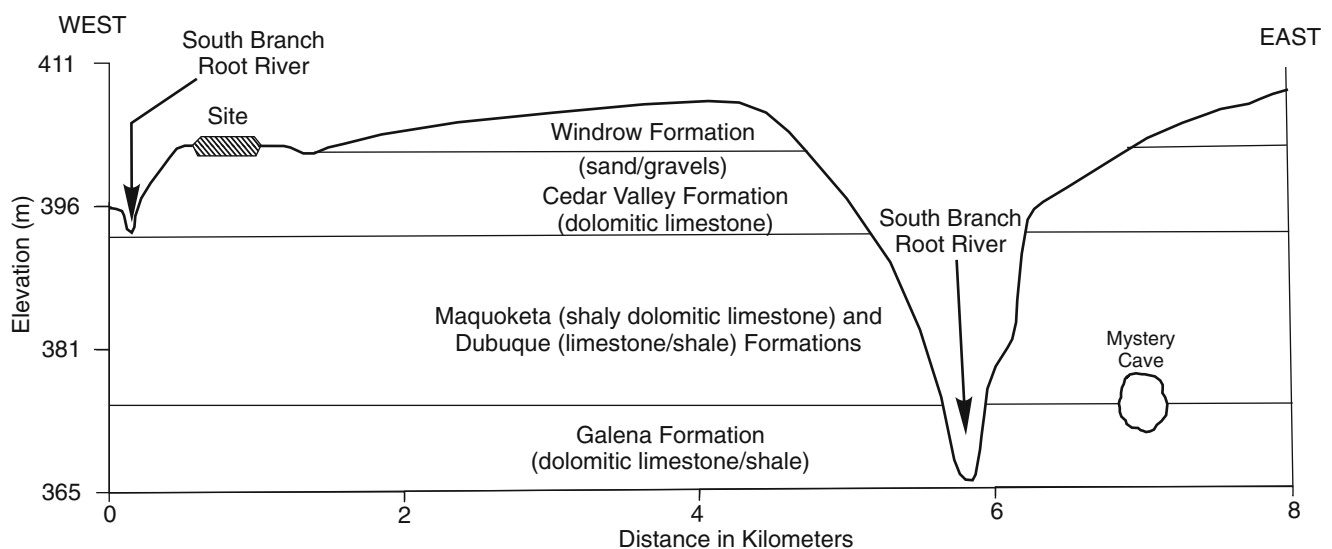 WEST
EAST
South Branch
Root River
411
Site
Windrow Formation
(sand/gravels)
Cedar Valley Formation
(dolomitic limestone)
396
South Branch
Root River
Elevation (m)
Maquoketa (shaly dolomitic limestone) and
Dubuque (limestone/shale) Formations
381
Mystery
Cave
Galena Formation
(dolomitic limestone/shale)
365
0
2
4
6
8
Distance in Kilometers